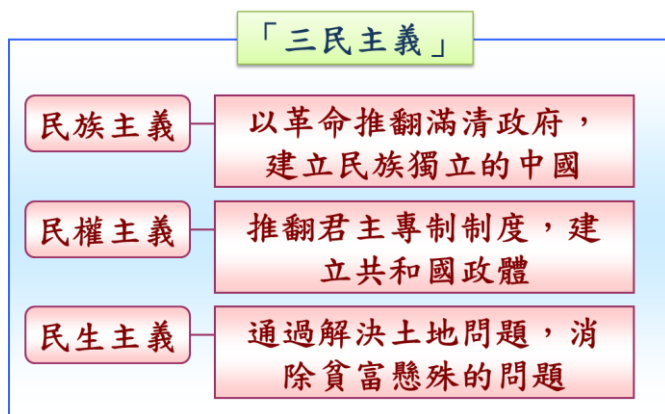 「三民主義」
民族主義
以革命推翻滿清政府，
建立民族獨立的中國
民權主義
推翻君主專制制度，建
立共和國政體
民生主義
通過解決土地問題，消
除貧富懸殊的問題